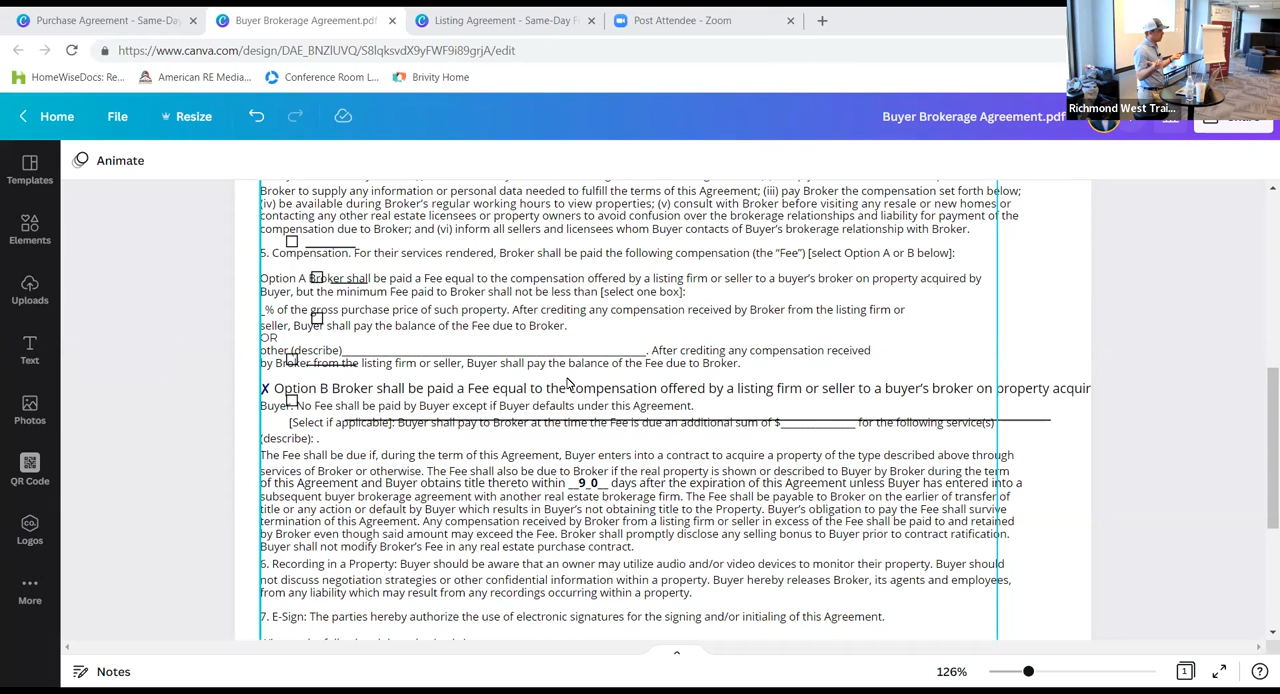 Purchase Agreement - Same-Day
Buyer Brokerage Agreement.pdf
Listing Agreement - Same-Day F
Post Attendee - Zoom
https://www.canva.com/design/DAE_BNZlUVQ/S8lqksvdX9yFWF9i89grjA/edit
HomeWiseDocs: Re...
American RE Media...
Conference Room L...
Brivity Home
Richmond West Trai...
Home
File
Resize
Buyer Brokerage Agreement.pdf
Animate
Templates
Elements
Uploads
Text
Folders
Photos
QR Code
Logos
More
Broker to supply any information or personal data needed to fulfill the terms of this Agreement; (iii) pay Broker the compensation set forth below;
(iv) be available during Broker's regular working hours to view properties; (v) consult with Broker before visiting any resale or new homes or
contacting any other real estate licensees or property owners to avoid confusion over the brokerage relationships and liability for payment of the
compensation due to Broker; and (vi) inform all sellers and licensees whom Buyer contacts of Buyer's brokerage relationship with Broker.
5. Compensation. For their services rendered, Broker shall be paid the following compensation (the "Fee") [select Option A or B below]:
Option A Broker shall be paid a Fee equal to the compensation offered by a listing firm or seller to a buyer's broker on property acquired by
Buyer, but the minimum Fee paid to Broker shall not be less than [select one box]:
_% of the gross purchase price of such property. After crediting any compensation received by Broker from the listing firm or
seller, Buyer shall pay the balance of the Fee due to Broker.
OR
other (describe)____. After crediting any compensation received
by Broker from the listing firm or seller, Buyer shall pay the balance of the Fee due to Broker.
✗ Option B Broker shall be paid a Fee equal to the compensation offered by a listing firm or seller to a buyer's broker on property acquir
Buyer. No Fee shall be paid by Buyer except if Buyer defaults under this Agreement.
[Select if applicable]: Buyer shall pay to Broker at the time the Fee is due an additional sum of $____ for the following service(s)
(describe): .
The Fee shall be due if, during the term of this Agreement, Buyer enters into a contract to acquire a property of the type described above through
services of Broker or otherwise. The Fee shall also be due to Broker if the real property is shown or described to Buyer by Broker during the term
of this Agreement and Buyer obtains title thereto within __9_0__ days after the expiration of this Agreement unless Buyer has entered into a
subsequent buyer brokerage agreement with another real estate brokerage firm. The Fee shall be payable to Broker on the earlier of transfer of
title or any action or default by Buyer which results in Buyer's not obtaining title to the Property. Buyer's obligation to pay the Fee shall survive
termination of this Agreement. Any compensation received by Broker from a listing firm or seller in excess of the Fee shall be paid to and retained
by Broker even though said amount may exceed the Fee. Broker shall promptly disclose any selling bonus to Buyer prior to contract ratification.
Buyer shall not modify Broker's Fee in any real estate purchase contract.
6. Recording in a Property: Buyer should be aware that an owner may utilize audio and/or video devices to monitor their property. Buyer should
not discuss negotiation strategies or other confidential information within a property. Buyer hereby releases Broker, its agents and employees,
from any liability which may result from any recordings occurring within a property.
7. E-Sign: The parties hereby authorize the use of electronic signatures for the signing and/or initialing of this Agreement.
Notes
126%
1